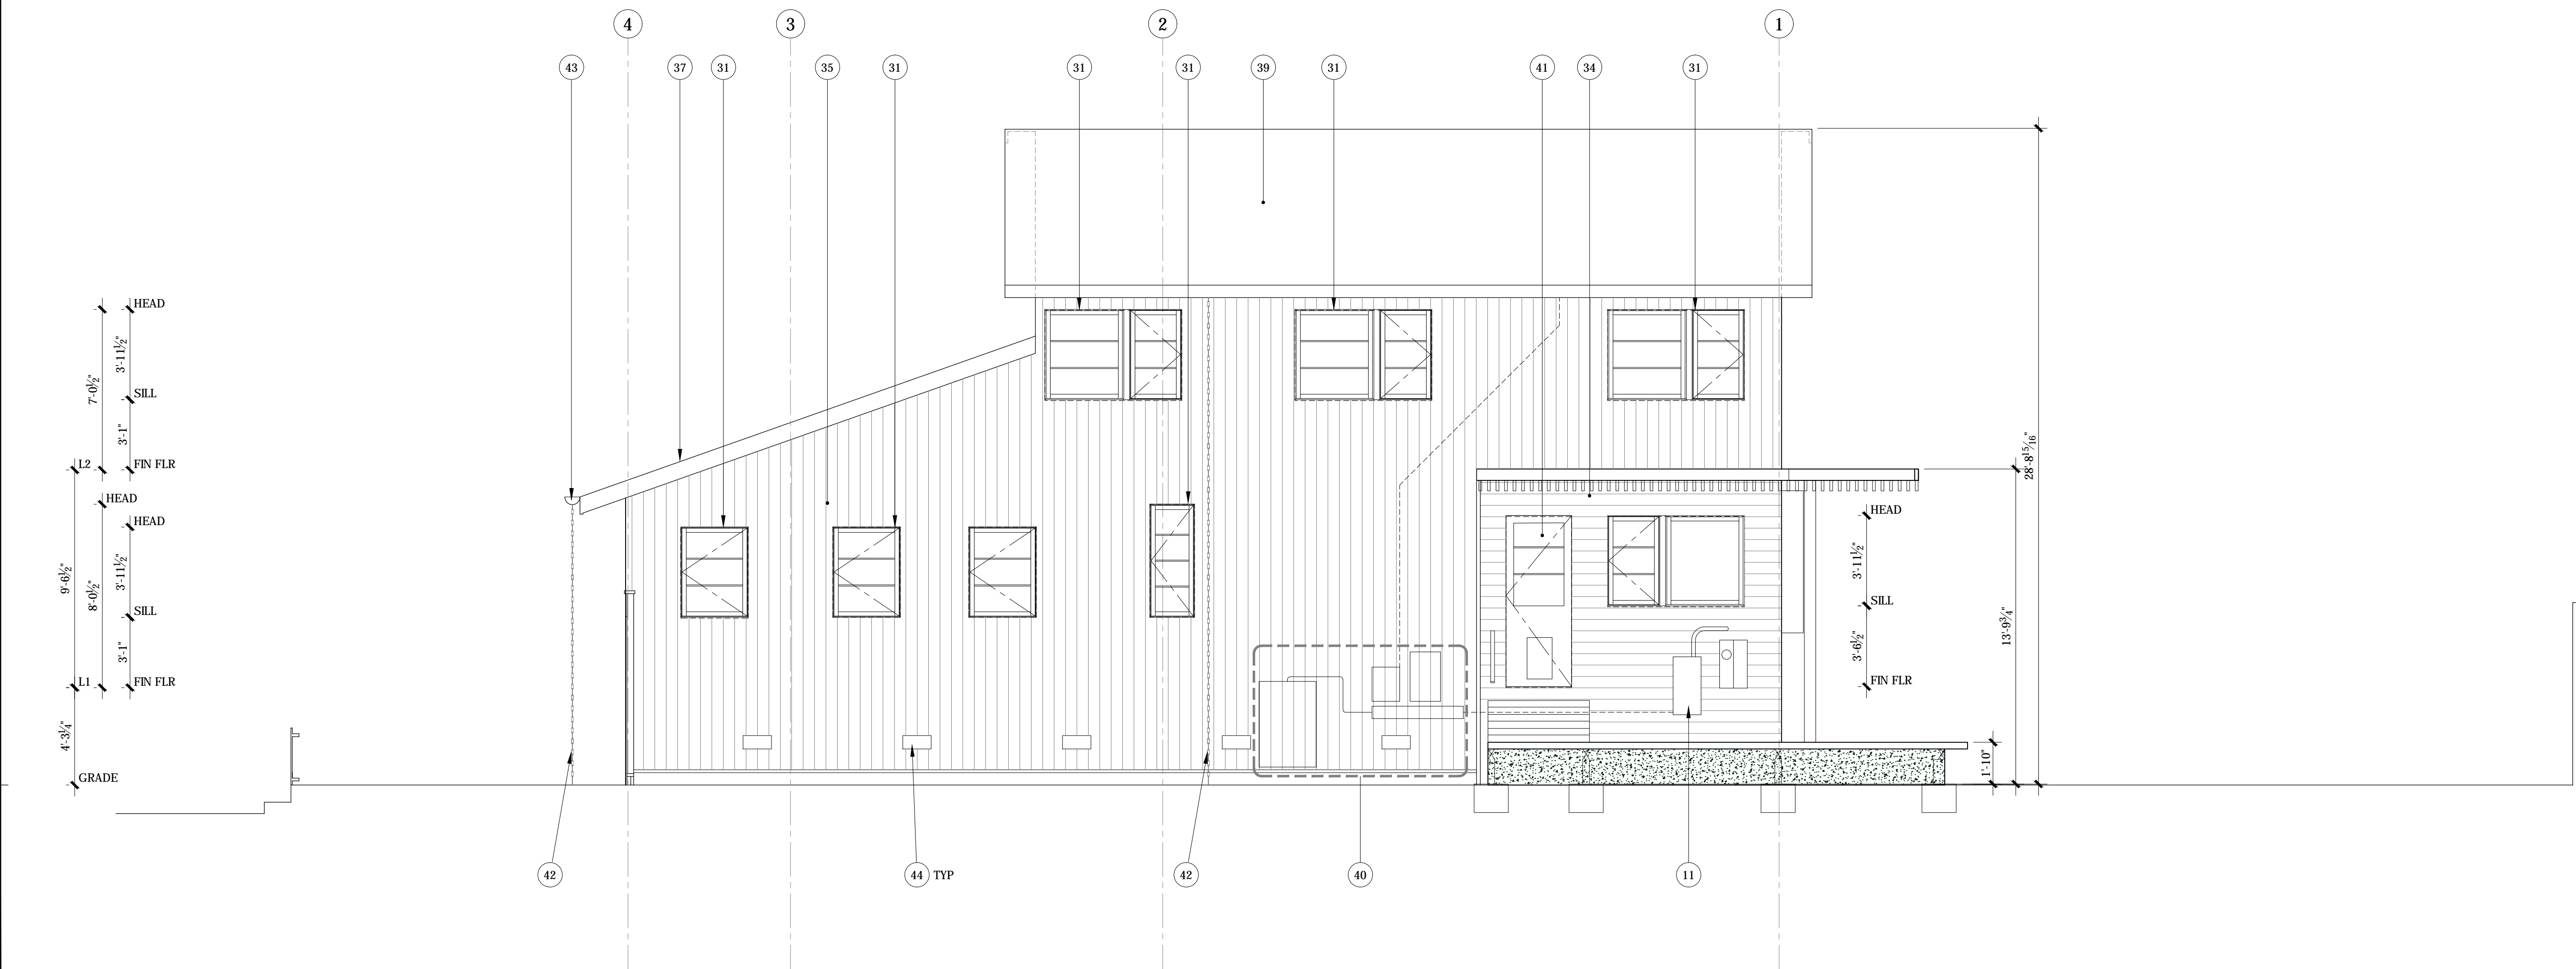 4
3
2
1
43
37
31
35
31
31
31
39
31
41
34
31
HEAD
3'-11½"
7'-0½"
SILL
3'-1"
L2
FIN FLR
HEAD
HEAD
9'-6½"
8'-0½"
3'-11½"
SILL
3'-1"
L1
FIN FLR
4'-3¼"
GRADE
28'-8 15/16"
HEAD
3'-11½"
SILL
13'-9¾"
3'-6½"
FIN FLR
1'-10"
42
44 TYP
42
40
11